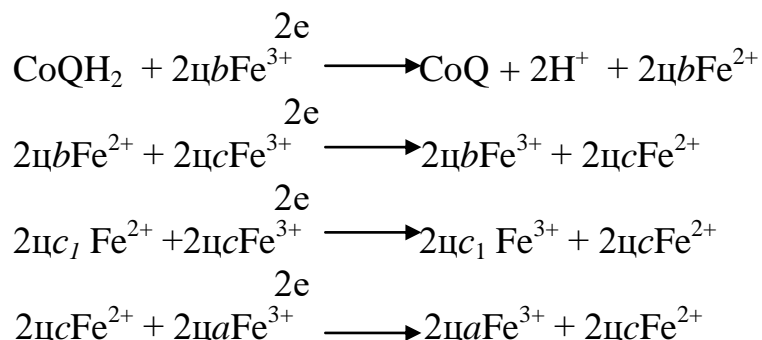 2e
CoQH₂ + 2цbFe³⁺ ⟶ CoQ + 2H⁺ + 2цbFe²⁺
2e
2цbFe²⁺ + 2цcFe³⁺ ⟶ 2цbFe³⁺ + 2цcFe²⁺
2e
2цc₁ Fe²⁺ +2цcFe³⁺ ⟶ 2цc₁ Fe³⁺ + 2цcFe²⁺
2e
2цcFe²⁺ + 2цaFe³⁺ ⟶ 2цaFe³⁺ + 2цcFe²⁺